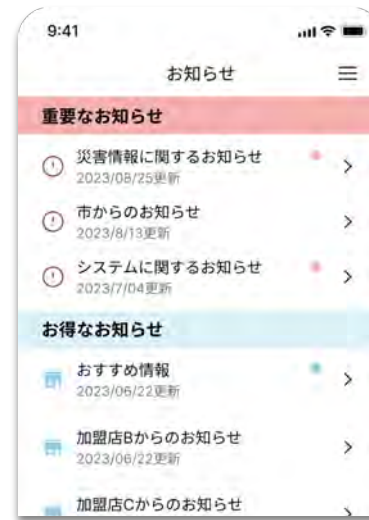 9:41
お知らせ
重要なお知らせ
災害情報に関するお知らせ
2023/08/25更新
市からのお知らせ
2023/8/13更新
システムに関するお知らせ
2023/7/04更新
お得なお知らせ
おすすめ情報
2023/06/22更新
加盟店Bからのお知らせ
2023/06/22更新
加盟店Cからのお知らせ